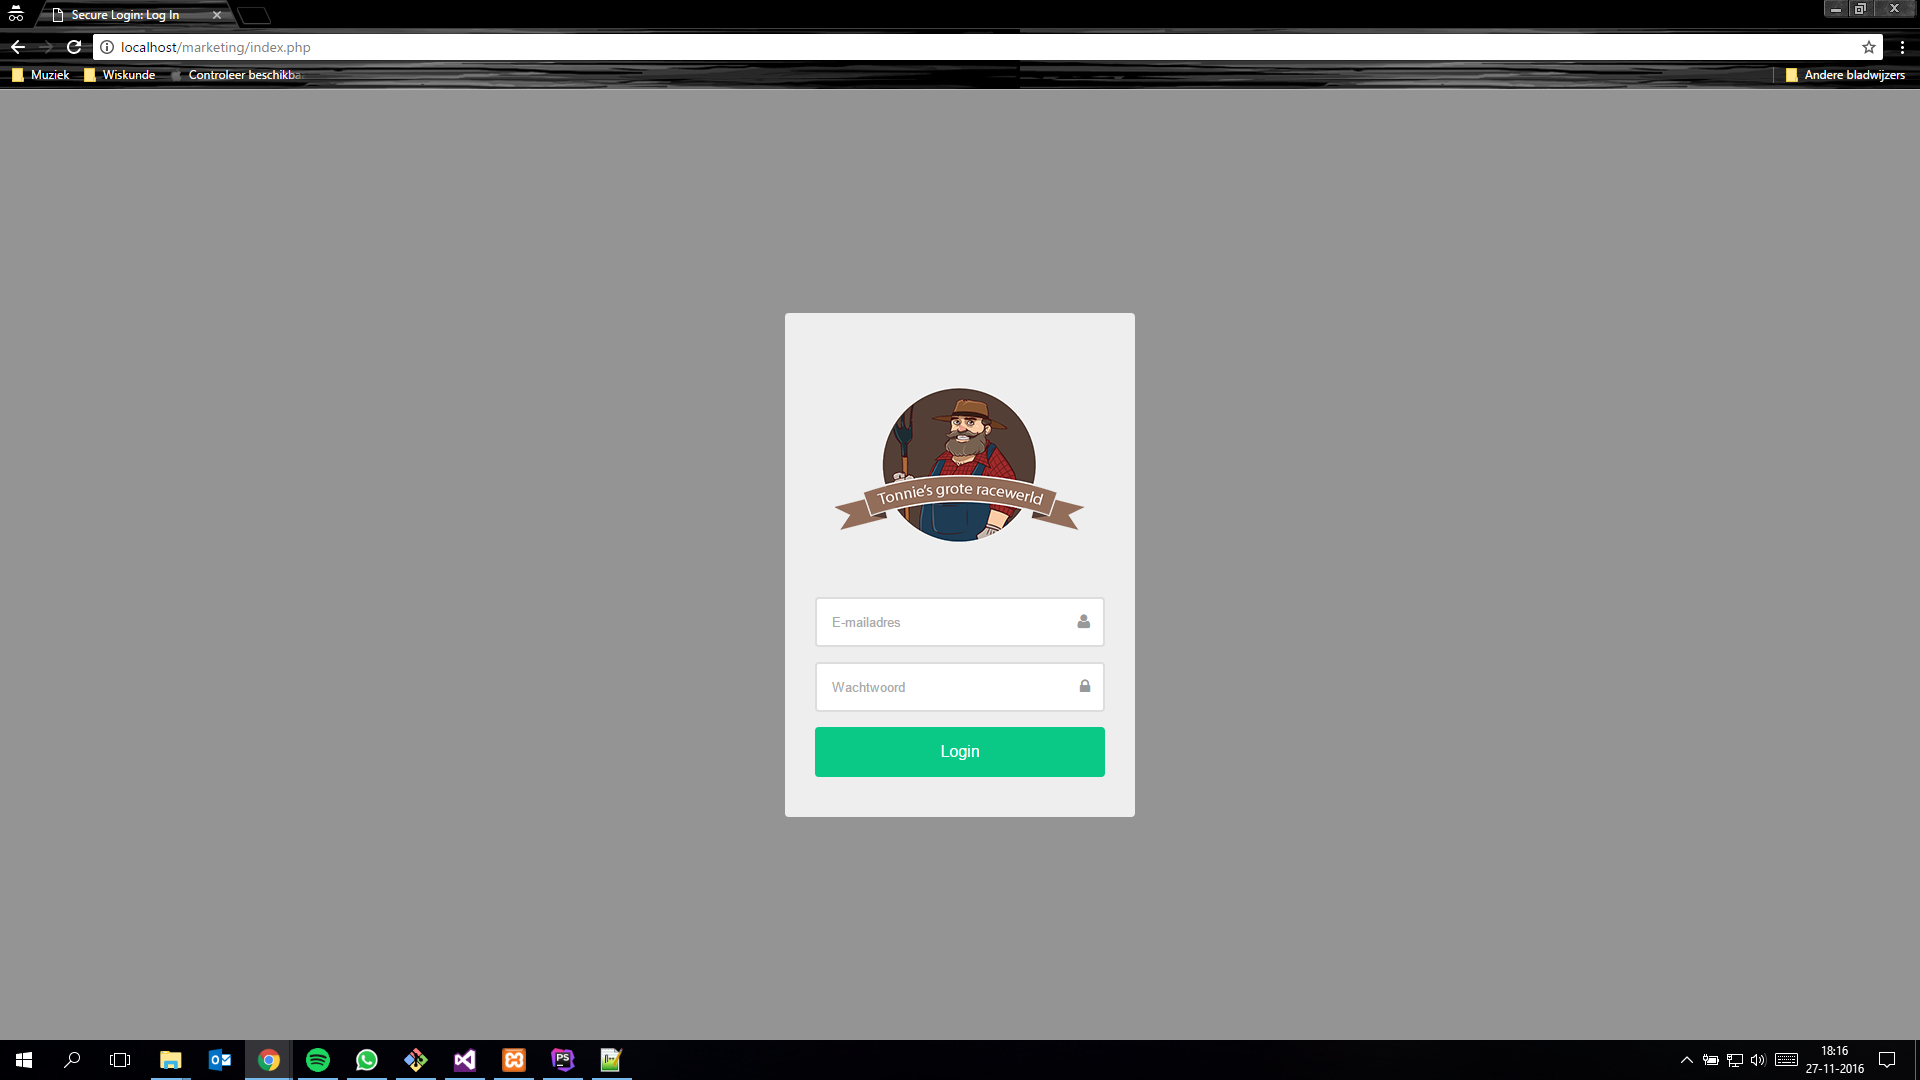 Secure Login: Log In
localhost/marketing/index.php
Muziek
Wiskunde
Controleer beschikba
Andere bladwijzers
Tonnie's grote racewerld
E-mailadres
Wachtwoord
Login
PS
18:16
27-11-2016